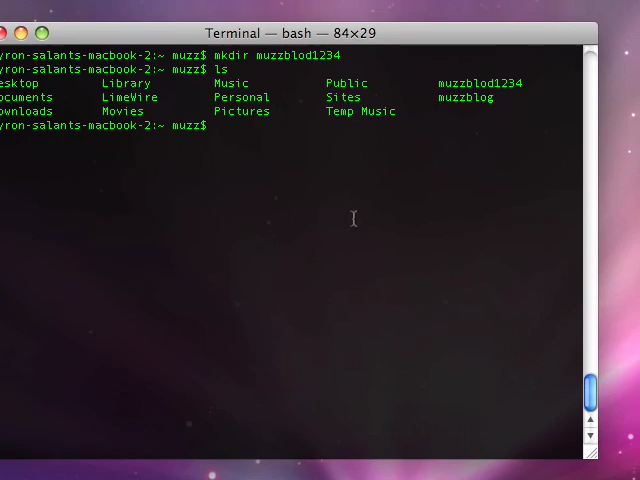 Terminal — bash — 84×29
yron-salants-macbook-2:~ muzz$ mkdir muzzblod1234
yron-salants-macbook-2:~ muzz$ ls
esktop Library Music Public muzzblod1234
ocuments LimeWire Personal Sites muzzblog
ownloads Movies Pictures Temp Music
yron-salants-macbook-2:~ muzz$